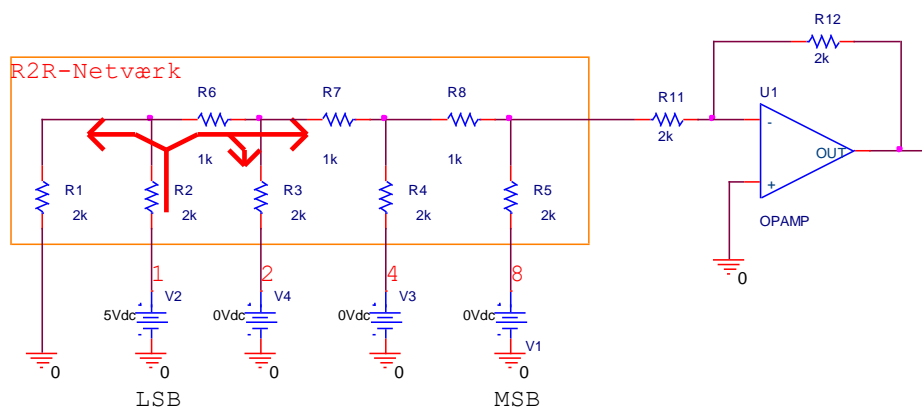 R12
2k
R2R-Netværk
R6
R7
R8
R11
2k
U1
-
OUT
+
OPAMP
1k
1k
1k
R1
2k
R2
2k
R3
2k
R4
2k
R5
2k
0
1
2
4
8
V2
V4
V3
V1
5Vdc
0Vdc
0Vdc
0Vdc
0
0
0
0
0
LSB
MSB